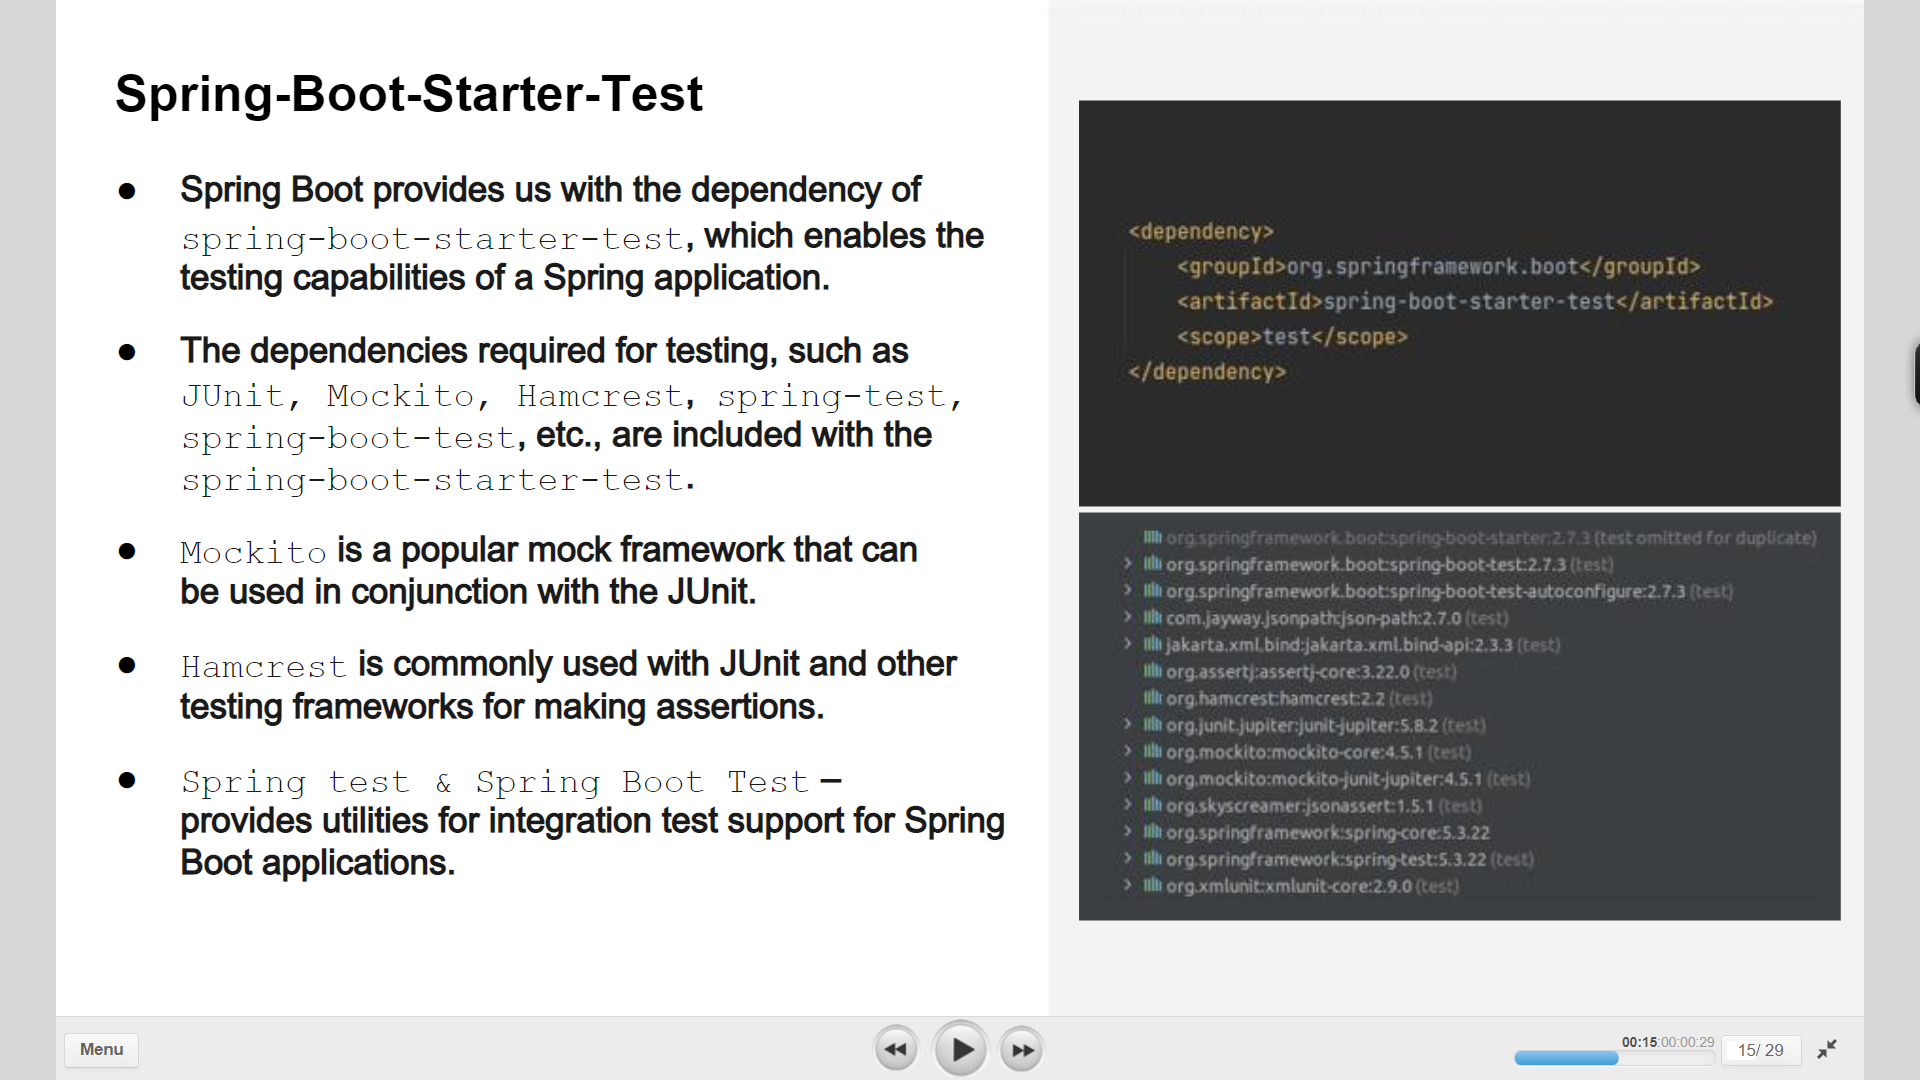 Spring-Boot-Starter-Test
● Spring Boot provides us with the dependency of
spring-boot-starter-test, which enables the
testing capabilities of a Spring application.
● The dependencies required for testing, such as
JUnit, Mockito, Hamcrest, spring-test,
spring-boot-test, etc., are included with the
spring-boot-starter-test.
● Mockito is a popular mock framework that can
be used in conjunction with the JUnit.
● Hamcrest is commonly used with JUnit and other
testing frameworks for making assertions.
● Spring test & Spring Boot Test –
provides utilities for integration test support for Spring
Boot applications.
<dependency>
<groupId>org.springframework.boot</groupId>
<artifactId>spring-boot-starter-test</artifactId>
<scope>test</scope>
</dependency>
org.springframework.boot:spring-boot-starter:2.7.3 (test omitted for duplicate)
org.springframework.boot:spring-boot-test:2.7.3 (test)
org.springframework.boot:spring-boot-test-autoconfigure:2.7.3 (test)
com.jayway.jsonpath:json-path:2.7.0 (test)
jakarta.xml.bind:jakarta.xml.bind-api:2.3.3 (test)
org.assertj:assertj-core:3.22.0 (test)
org.hamcrest:hamcrest:2.2 (test)
org.junit.jupiter:junit-jupiter:5.8.2 (test)
org.mockito:mockito-core:4.5.1 (test)
org.mockito:mockito-junit-jupiter:4.5.1 (test)
org.skyscreamer:jsonassert:1.5.1 (test)
org.springframework:spring-core:5.3.22
org.springframework:spring-test:5.3.22 (test)
org.xmlunit:xmlunit-core:2.9.0 (test)
Menu
00:15:00:00:29
15/ 29